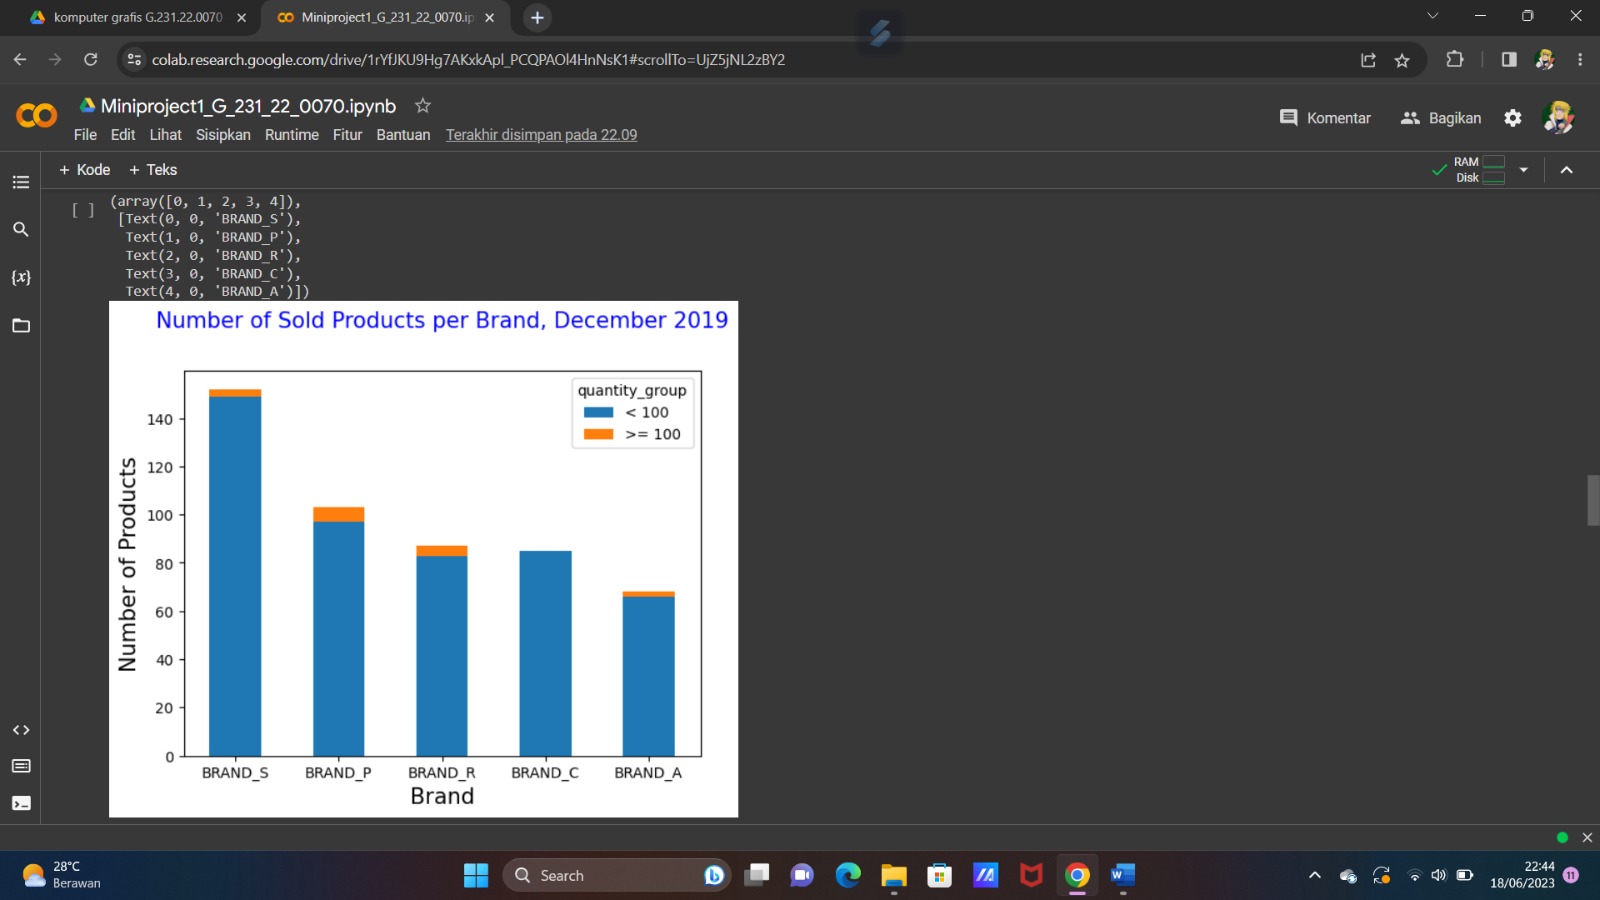 komputer grafis G.231.22.0070
Miniproject1_G_231_22_0070.ip
colab.research.google.com/drive/1rYfJKU9Hg7AKxkApl_PCQPAOl4HnNsK1#scrollTo=UjZ5jNL2zBY2
Miniproject1_G_231_22_0070.ipynb
Komentar
Bagikan
File Edit Lihat Sisipkan Runtime Fitur Bantuan Terakhir disimpan pada 22.09
+ Kode + Teks
RAM
Disk
[ ]
(array([0, 1, 2, 3, 4]),
[Text(0, 0, 'BRAND_S'),
Text(1, 0, 'BRAND_P'),
Text(2, 0, 'BRAND_R'),
Text(3, 0, 'BRAND_C'),
Text(4, 0, 'BRAND_A')])
{x}
Number of Sold Products per Brand, December 2019
quantity_group
< 100
>= 100
Number of Products
140
120
100
80
60
40
20
0
BRAND_S BRAND_P BRAND_R BRAND_C BRAND_A
Brand
28°C
Berawan
Search
22:44
18/06/2023
11